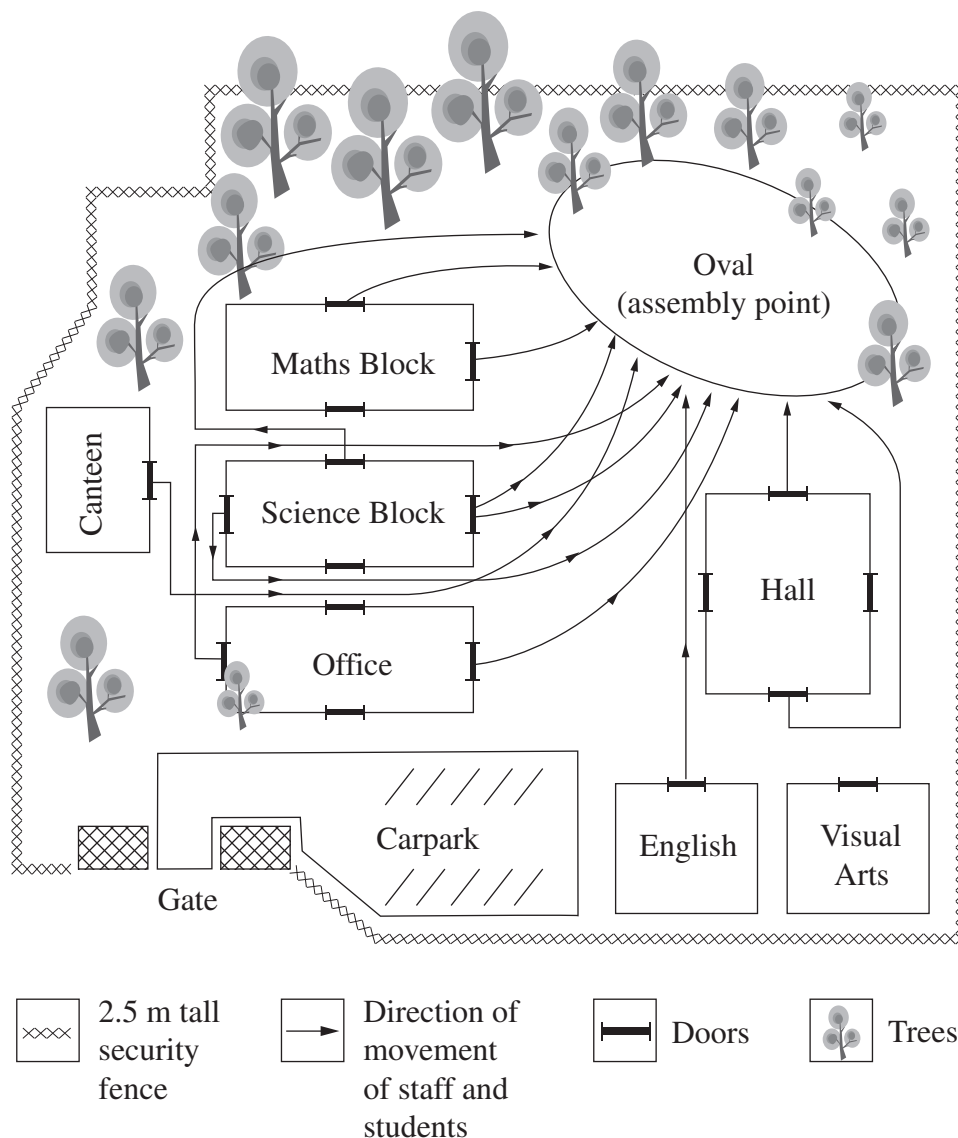 Oval
(assembly point)
Maths Block
Canteen
Science Block
Hall
Office
Carpark
English
Visual
Arts
Gate
2.5 m tall
security
fence
Direction of
movement
of staff and
students
Doors
Trees